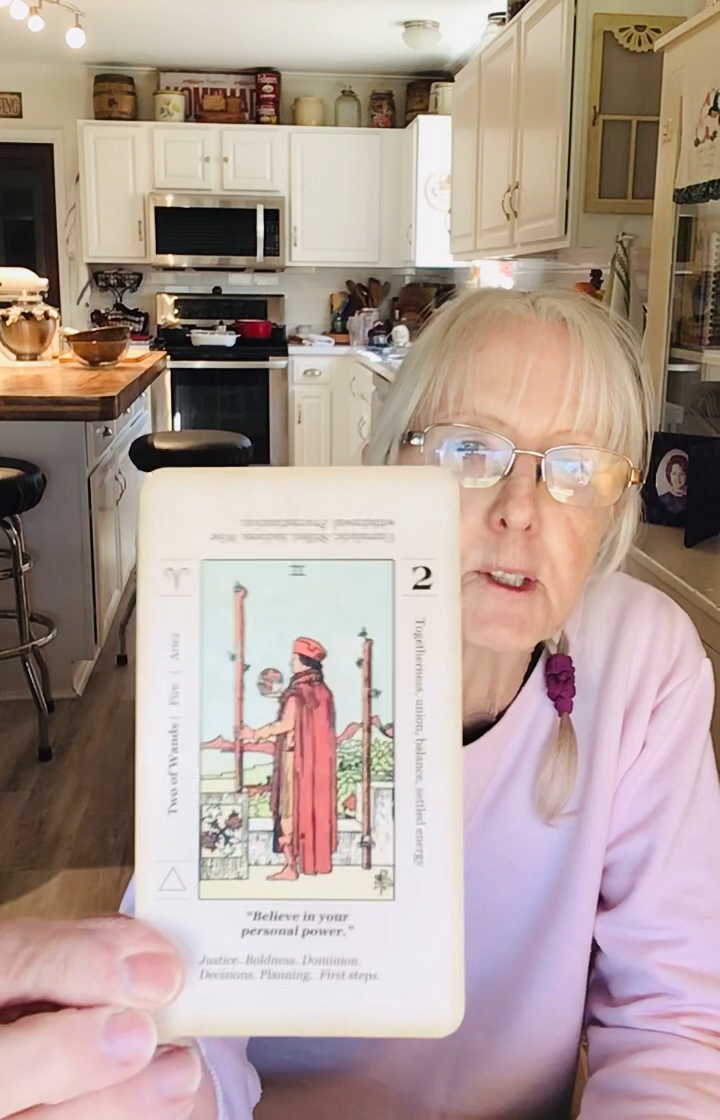 II
2
Togetherness, union, balance, settled energy
Two of Wands | Fire | Aries
"Believe in your
personal power."
Justice. Boldness. Dominion.
Decisions. Planning. First steps.